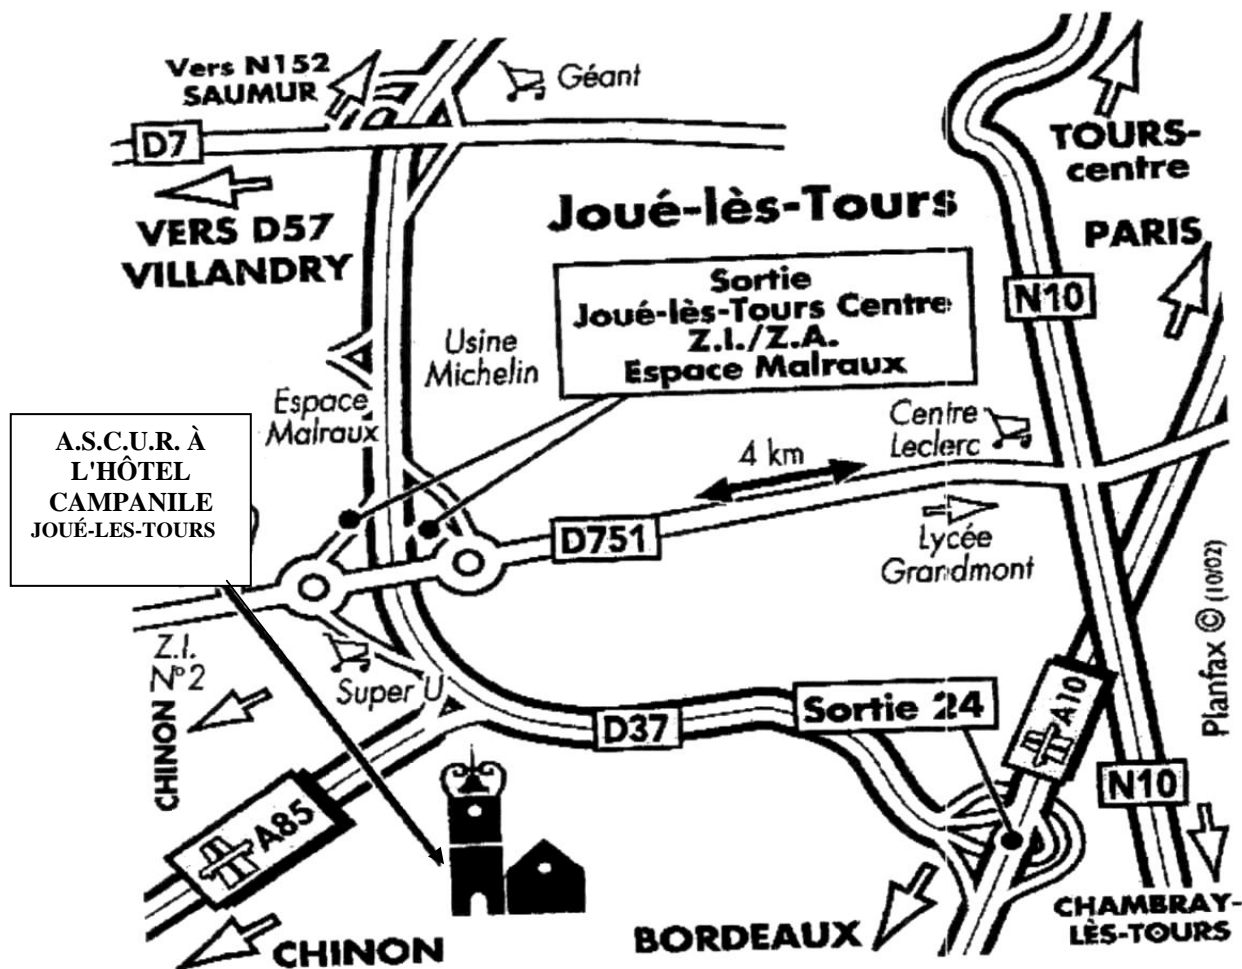 Vers N152
SAUMUR
Géant
D7
VERS D57
VILLANDRY
TOURS-
centre
Joué-lès-Tours
PARIS
Sortie
Joué-lès-Tours Centre
Z.I./Z.A.
Espace Malraux
N10
Usine
Michelin
Espace
Malraux
Centre
Leclerc
A.S.C.U.R. À
L'HÔTEL
CAMPANILE
JOUÉ-LES-TOURS
4 km
D751
Lycée
Grandmont
Planfax © (10/02)
Z.I.
N°2
Super U
CHINON
D37
Sortie 24
A10
N10
A85
CHINON
BORDEAUX
CHAMBRAY-
LÈS-TOURS